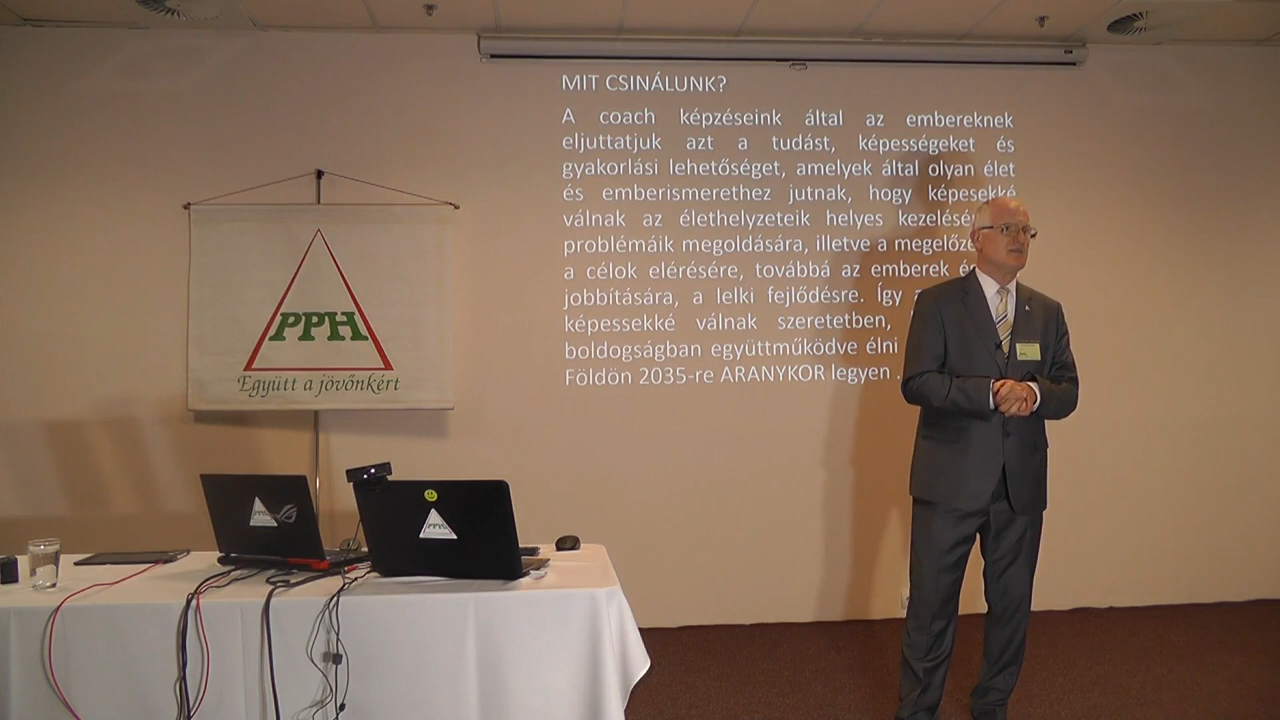 MIT CSINÁLUNK?
A coach képzéseink által az embereknek
eljuttatjuk azt a tudást, képességeket és
gyakorlási lehetőséget, amelyek által olyan élet
és emberismerethez jutnak, hogy képesekké
válnak az élethelyzeteik helyes
problémáik megoldására, illetve a
a célok elérésére, továbbá az emberek
jobbítására, a lelki fejlődésre. Így
képessekké válnak szeretetben,
boldogságban együttműködve élni
Földön 2035-re ARANYKOR legyen .
PPH
Együtt a jövőnkért
PPH
PPH